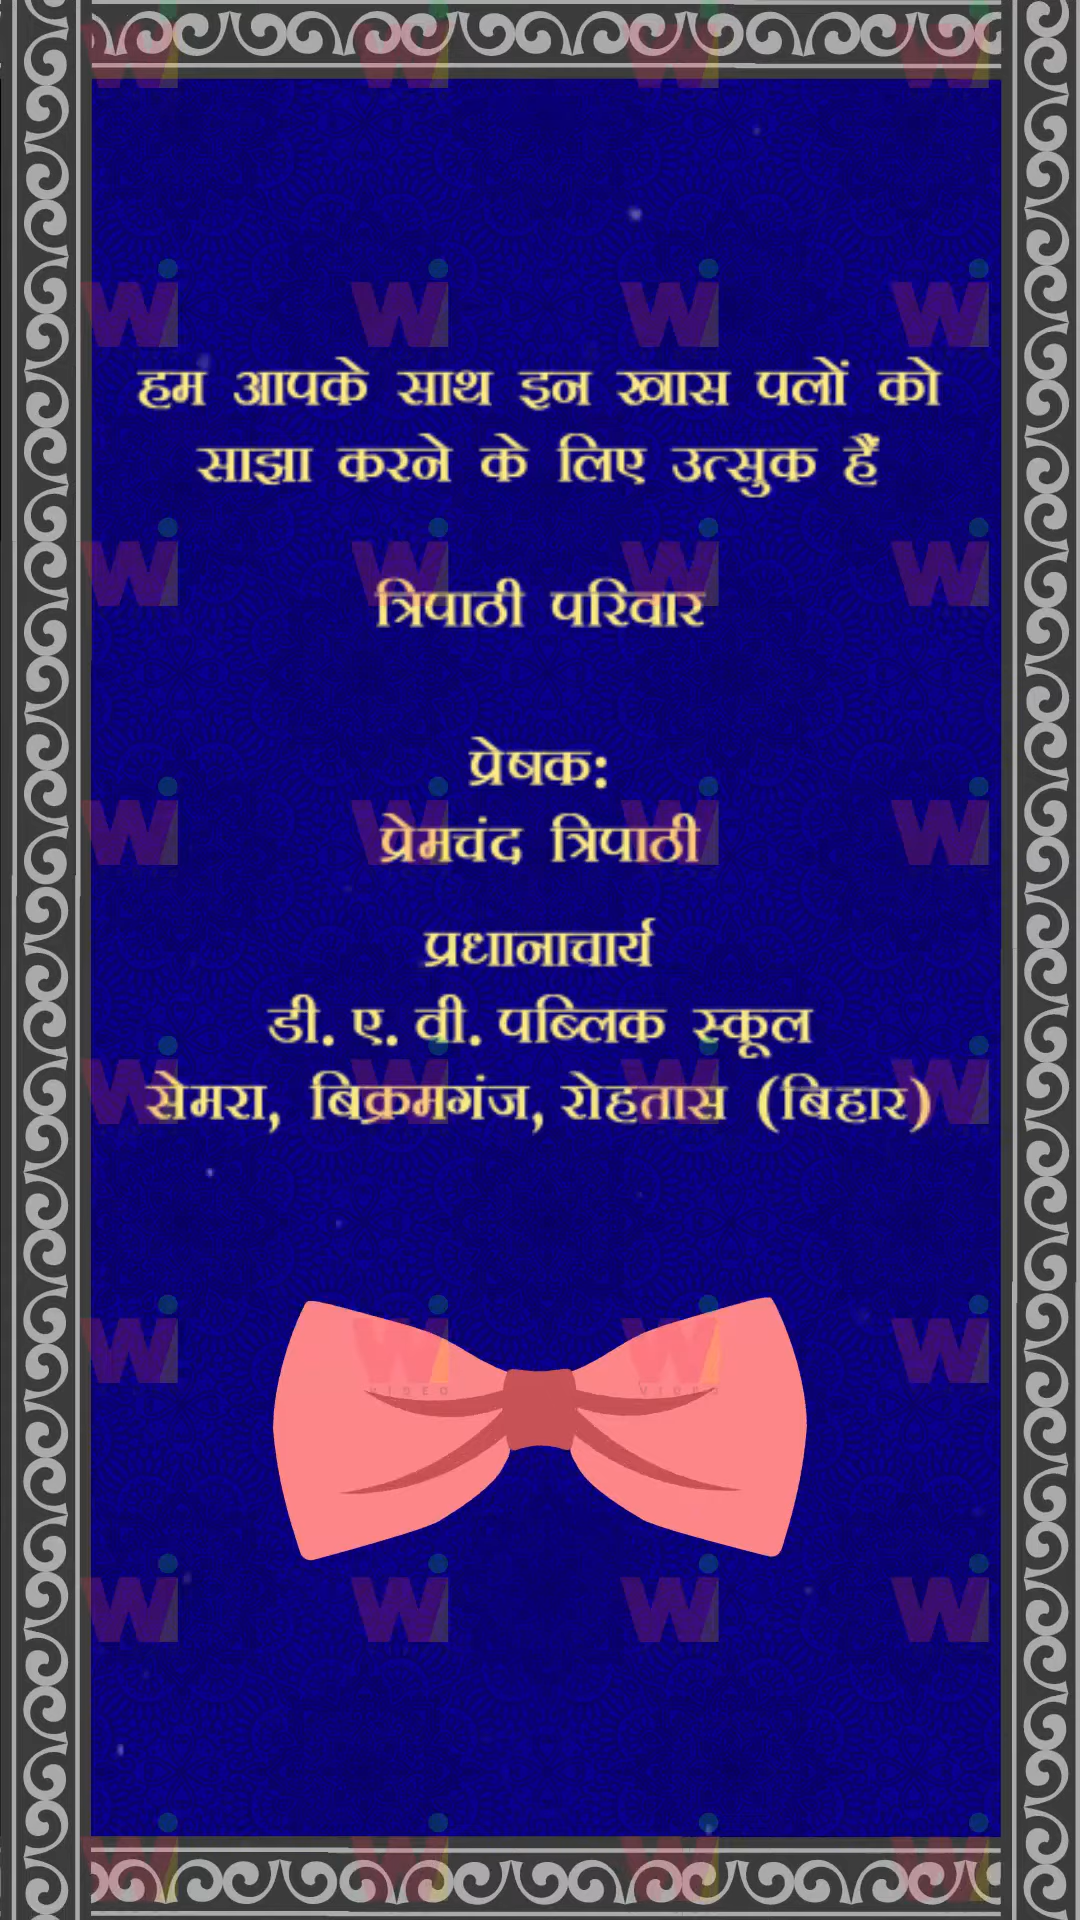 हम आपके साथ इन खास पलों को
साझा करने के लिए उत्सुक हैं
त्रिपाठी परिवार
प्रेषक:
प्रेमचंद त्रिपाठी
प्रधानाचार्य
डी. ए. वी. पब्लिक स्कूल
सेमरा, बिक्रमगंज, रोहतास (बिहार)